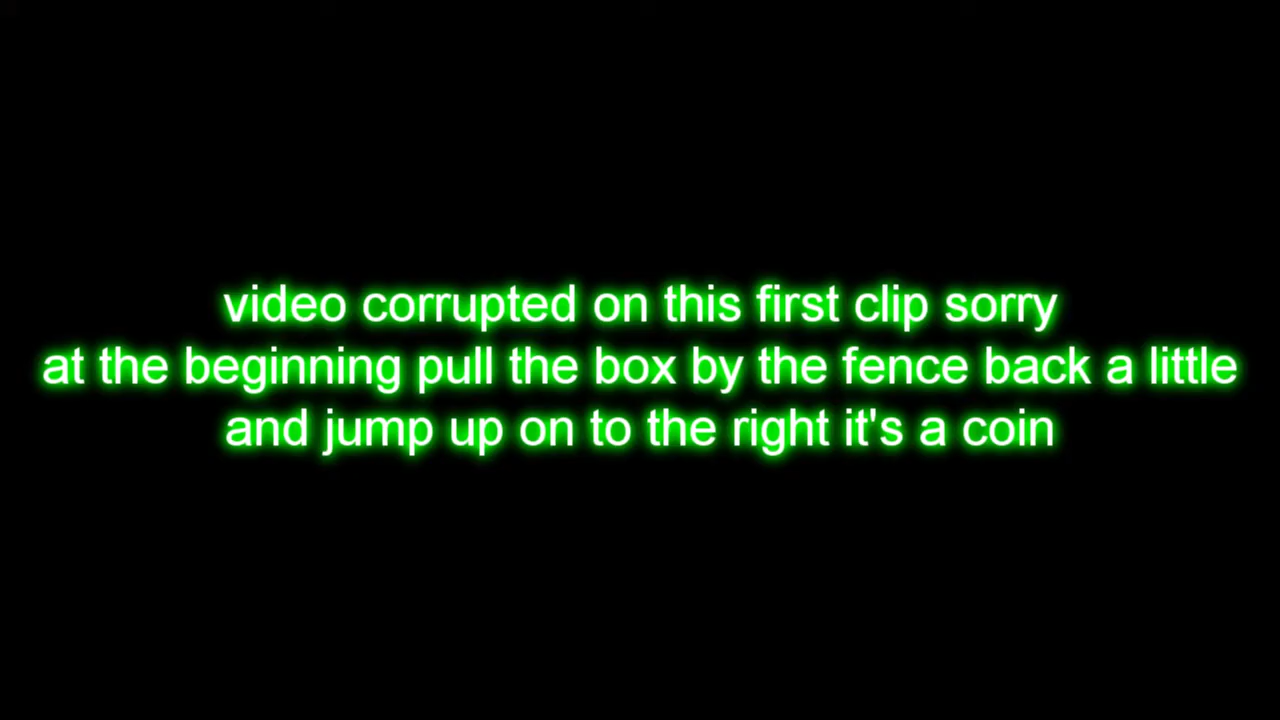 video corrupted on this first clip sorry
at the beginning pull the box by the fence back a little
and jump up on to the right it's a coin